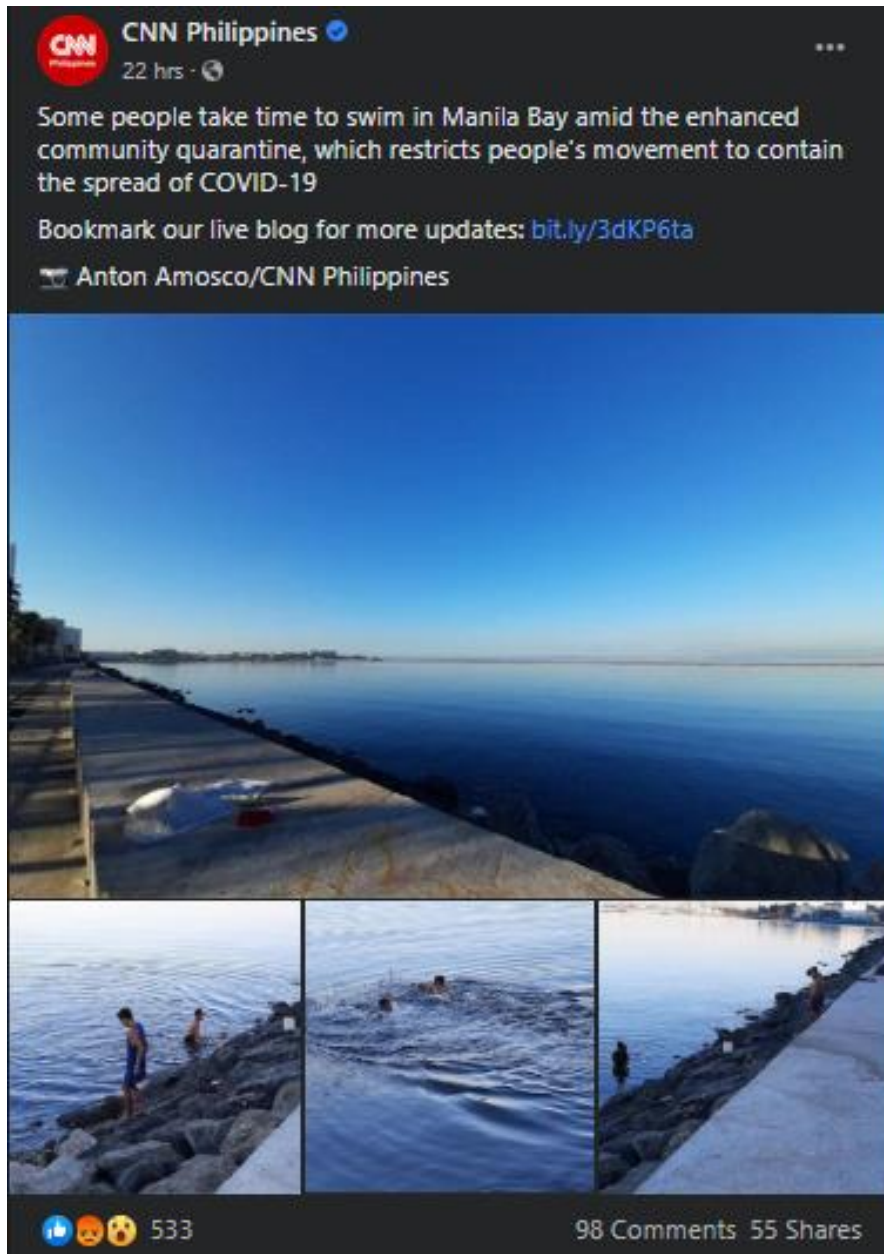 CNN
Philippines
CNN Philippines
22 hrs ·
Some people take time to swim in Manila Bay amid the enhanced
community quarantine, which restricts people's movement to contain
the spread of COVID-19
Bookmark our live blog for more updates: bit.ly/3dKP6ta
Anton Amosco/CNN Philippines
533
98 Comments 55 Shares